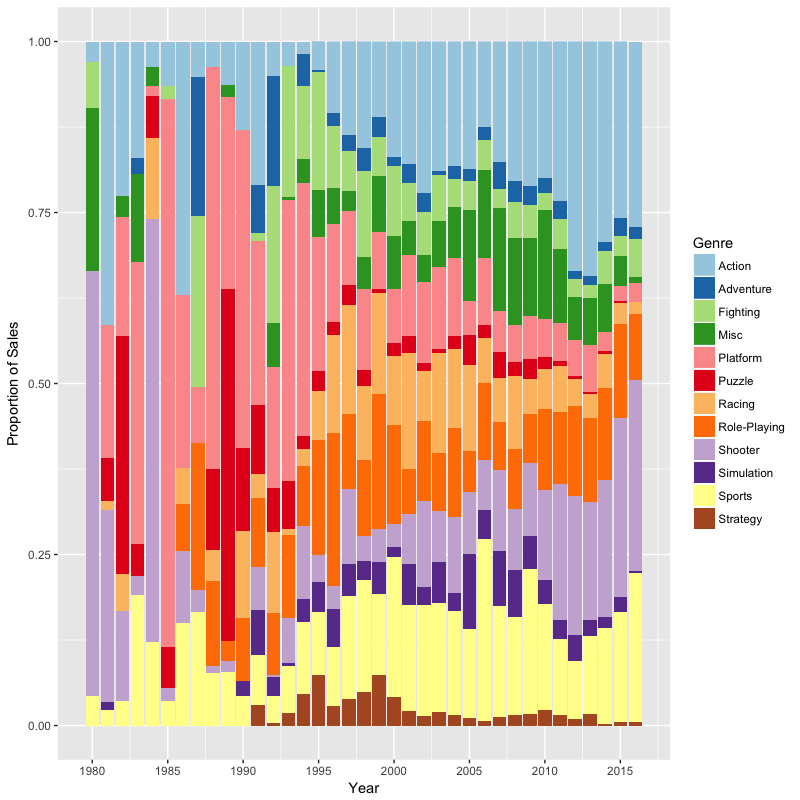 1.00
0.75
0.50
0.25
0.00
Proportion of Sales
1980 1985 1990 1995 2000 2005 2010 2015
Year
Genre
Action
Adventure
Fighting
Misc
Platform
Puzzle
Racing
Role-Playing
Shooter
Simulation
Sports
Strategy